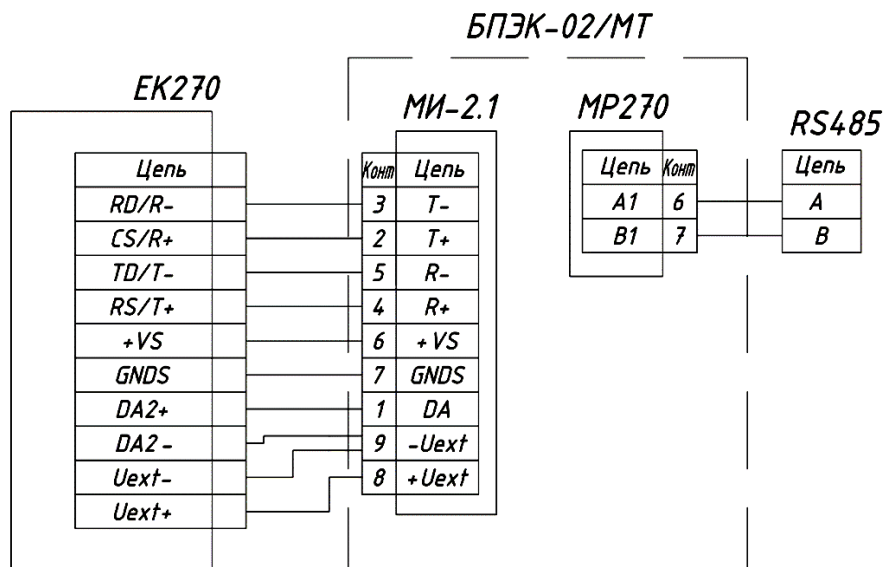 БПЭК-02/МТ
ЕК270
МИ-2.1
МР270
RS485
Цепь
RD/R-
CS/R+
TD/T-
RS/T+
+VS
GNDS
DA2+
DA2-
Uext-
Uext+
Конт Цепь
3 T-
2 T+
5 R-
4 R+
6 +VS
7 GNDS
1 DA
9 -Uext
8 +Uext
Цепь Конт
A1 6
B1 7
Цепь
A
B